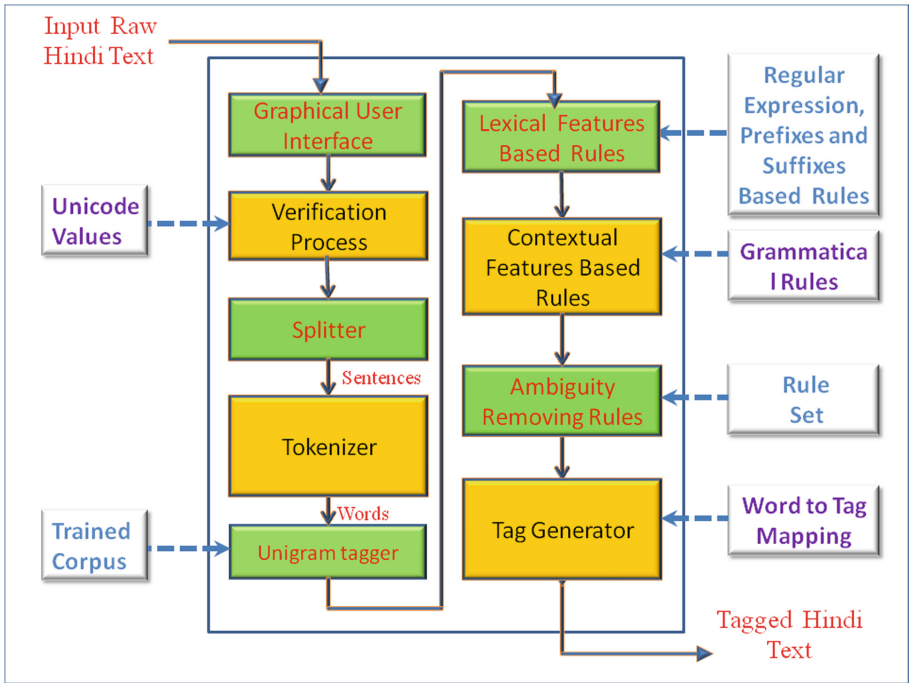 Input Raw
Hindi Text
Graphical User
Interface
Unicode
Values
Verification
Process
Splitter
Sentences
Tokenizer
Words
Trained
Corpus
Unigram tagger
Lexical Features
Based Rules
Regular
Expression,
Prefixes and
Suffixes
Based Rules
Contextual
Features Based
Rules
Grammatica
l Rules
Ambiguity
Removing Rules
Rule
Set
Tag Generator
Word to Tag
Mapping
Tagged Hindi
Text